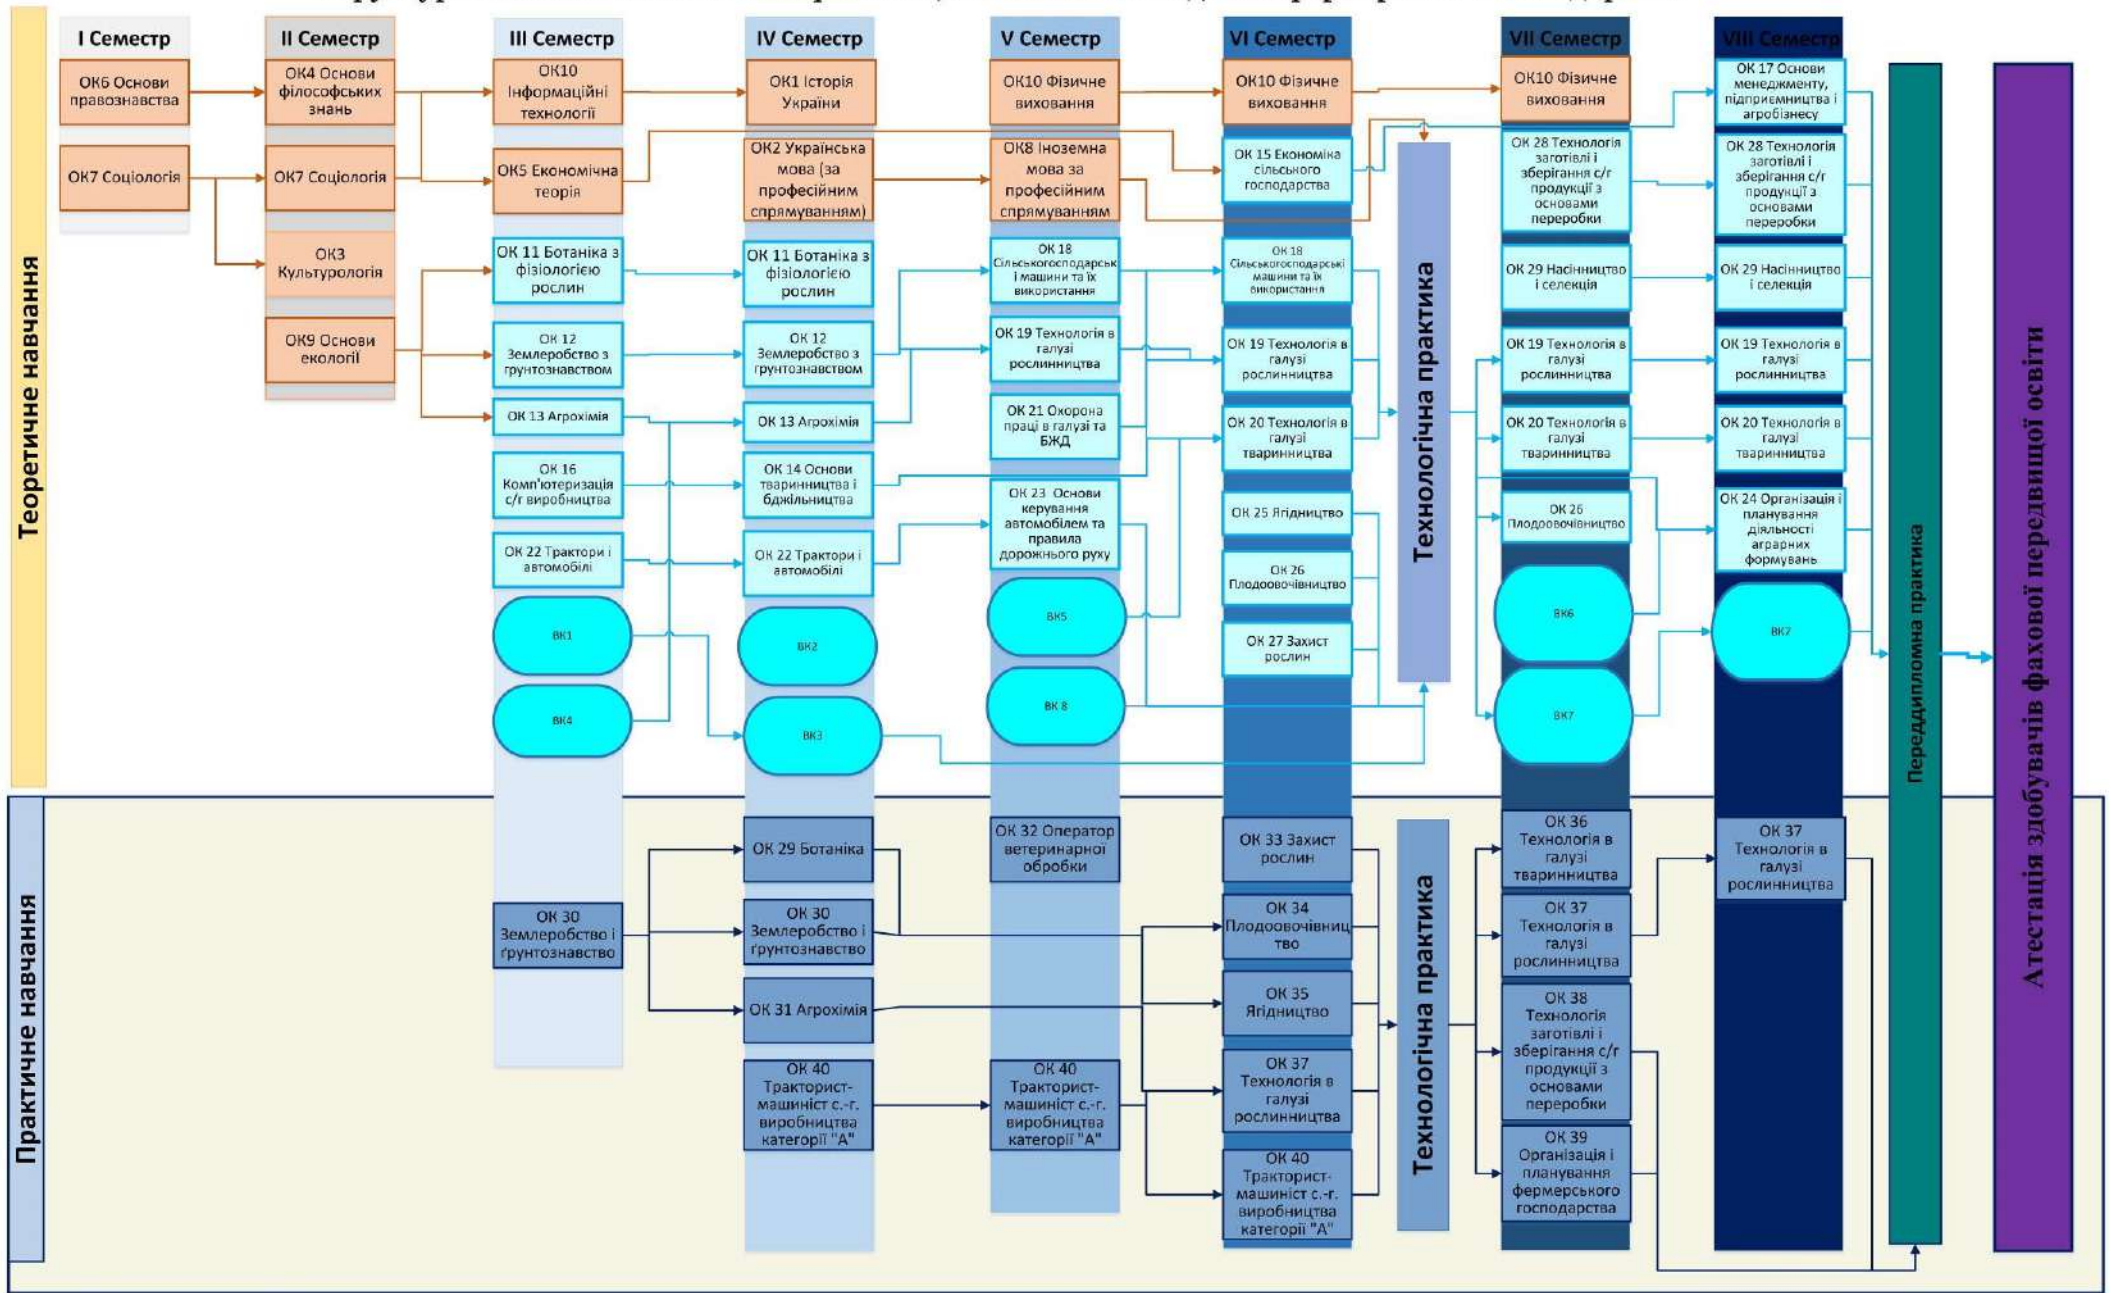 I Семестр
II Семестр
III Семестр
IV Семестр
V Семестр
VI Семестр
VII Семестр
VIII Семестр
Теоретичне навчання
ОК6 Основи
правознавства
ОК7 Соціологія
ОК4 Основи
філософських
знань
ОК7 Соціологія
ОК3
Культурологія
ОК9 Основи
екології
ОК10
Інформаційні
технології
ОК5 Економічна
теорія
ОК 11 Ботаніка з
фізіологією
рослин
ОК 12
Землеробство з
грунтознавством
ОК 13 Агрохімія
ОК 16
Комп'ютеризація
с/г виробництва
ОК 22 Трактори і
автомобілі
ВК1
ВК4
ОК1 Історія
України
ОК2 Українська
мова (за
професійним
спрямуванням)
ОК 11 Ботаніка з
фізіологією
рослин
ОК 12
Землеробство з
грунтознавством
ОК 13 Агрохімія
ОК 14 Основи
тваринництва і
бджільництва
ОК 22 Трактори і
автомобілі
ВК2
ВК3
ОК10 Фізичне
виховання
ОК8 Іноземна
мова за
професійним
спрямуванням
ОК 18
Сільськогосподарськ
і машини та їх
використання
ОК 19 Технологія в
галузі
рослинництва
ОК 21 Охорона
праці в галузі та
БЖД
ОК 23 Основи
керування
автомобілем та
правила
дорожнього руху
ВК5
ВК 8
ОК10 Фізичне
виховання
ОК 15 Економіка
сільського
господарства
ОК 18
Сільськогосподарські
машини та їх
використання
ОК 19 Технологія в
галузі
рослинництва
ОК 20 Технологія в
галузі
тваринництва
ОК 25 Ягідництво
ОК 26
Плодоовочівництво
ОК 27 Захист
рослин
Технологічна практика
ОК10 Фізичне
виховання
ОК 28 Технологія
заготівлі і
зберігання с/г
продукції з
основами
переробки
ОК 29 Насінництво
і селекція
ОК 19 Технологія в
галузі
рослинництва
ОК 20 Технологія в
галузі
тваринництва
ОК 26
Плодоовочівництво
ВК6
ВК7
ОК 17 Основи
менеджменту,
підприємництва і
агробізнесу
ОК 28 Технологія
заготівлі і
зберігання с/г
продукції з
основами
переробки
ОК 29 Насінництво
і селекція
ОК 19 Технологія в
галузі
рослинництва
ОК 20 Технологія в
галузі
тваринництва
ОК 24 Організація і
планування
діяльності
аграрних
формувань
ВК7
Переддипломна практика
Атестація здобувачів фахової передвищої освіти
Практичне навчання
ОК 30
Землеробство і
ґрунтознавство
ОК 29 Ботаніка
ОК 30
Землеробство і
ґрунтознавство
ОК 31 Агрохімія
ОК 40
Тракторист-
машиніст с.-г.
виробництва
категорії "А"
ОК 32 Оператор
ветеринарної
обробки
ОК 40
Тракторист-
машиніст с.-г.
виробництва
категорії "А"
ОК 33 Захист
рослин
ОК 34
Плодоовочівниц
тво
ОК 35
Ягідництво
ОК 37
Технологія в
галузі
рослинництва
ОК 40
Тракторист-
машиніст с.-г.
виробництва
категорії "А"
Технологічна практика
ОК 36
Технологія в
галузі
тваринництва
ОК 37
Технологія в
галузі
рослинництва
ОК 38
Технологія
заготівлі і
зберігання с/г
продукції з
основами
переробки
ОК 39
Організація і
планування
фермерського
господарства
ОК 37
Технологія в
галузі
рослинництва